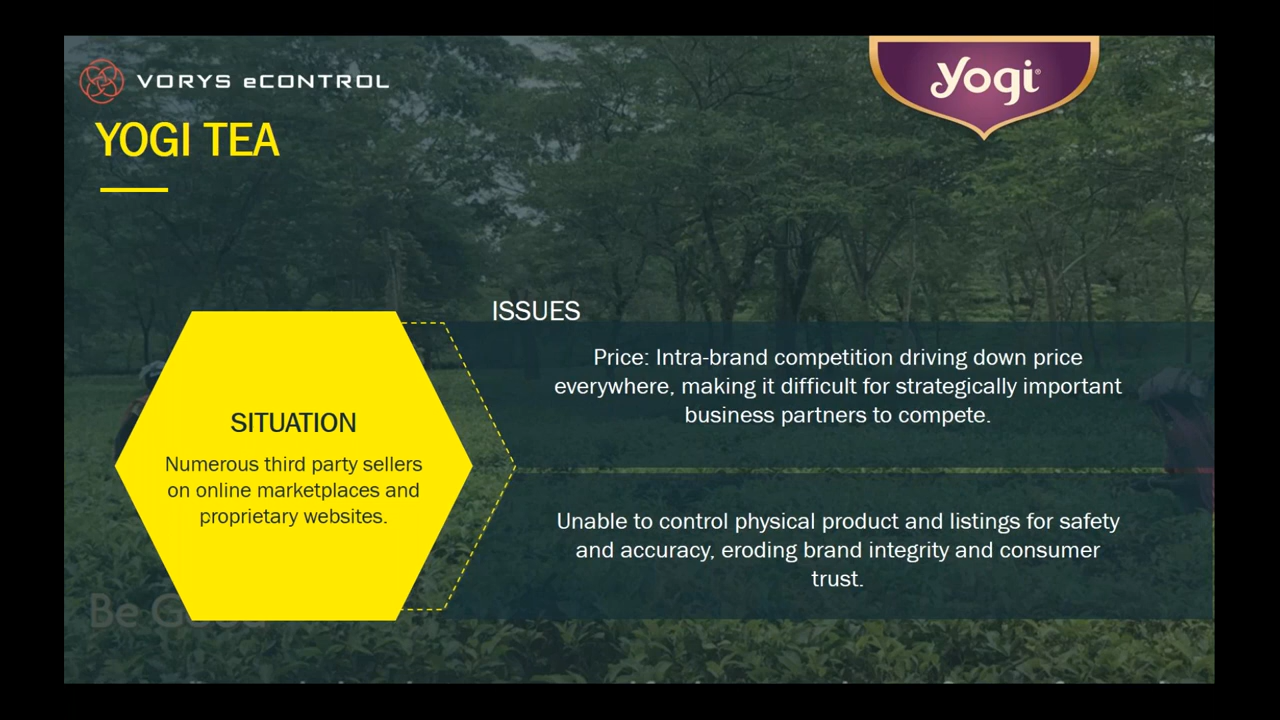 VORYS eCONTROL
yogi®
YOGI TEA
ISSUES
Price: Intra-brand competition driving down price
everywhere, making it difficult for strategically important
business partners to compete.
SITUATION
Numerous third party sellers
on online marketplaces and
proprietary websites.
Unable to control physical product and listings for safety
and accuracy, eroding brand integrity and consumer
trust.
Be